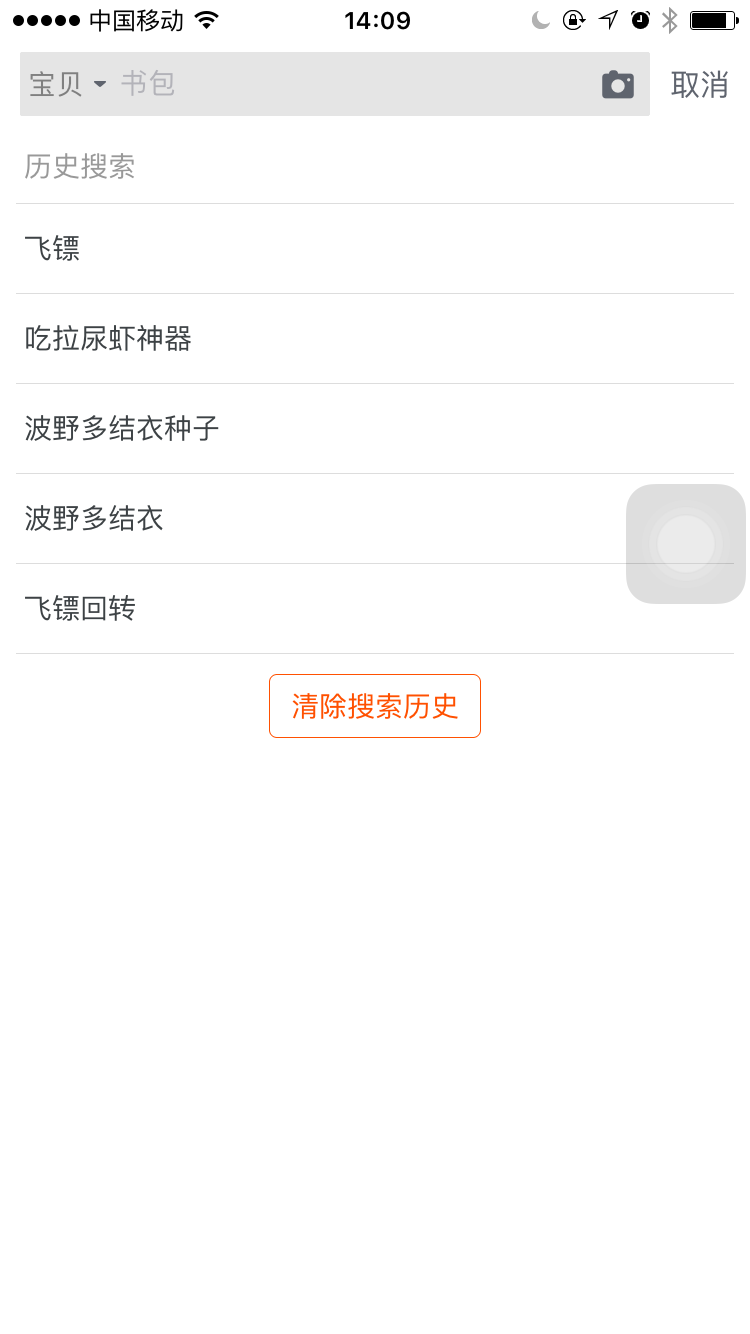 中国移动 14:09
宝贝 书包 取消
历史搜索
飞镖
吃拉尿虾神器
波野多结衣种子
波野多结衣
飞镖回转
清除搜索历史